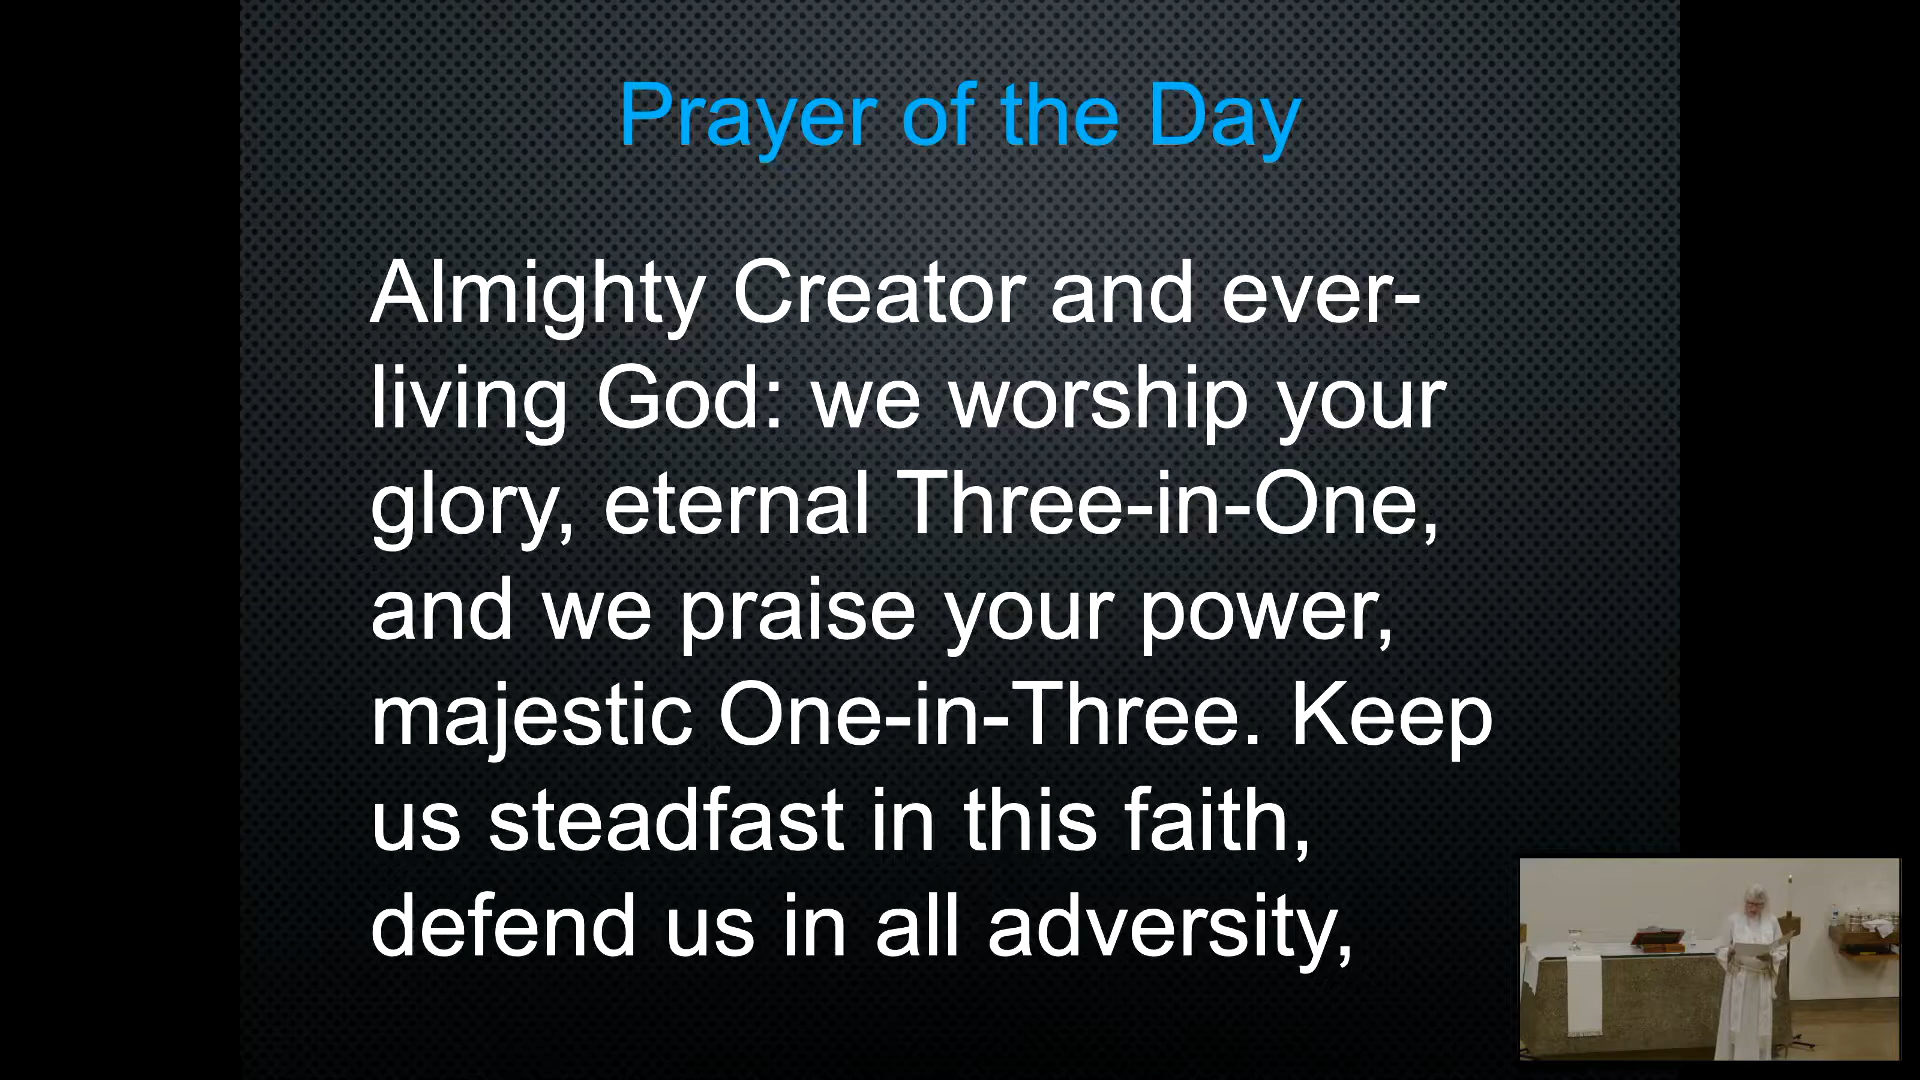 Prayer of the Day
Almighty Creator and ever-
living God: we worship your
glory, eternal Three-in-One,
and we praise your power,
majestic One-in-Three. Keep
us steadfast in this faith,
defend us in all adversity,